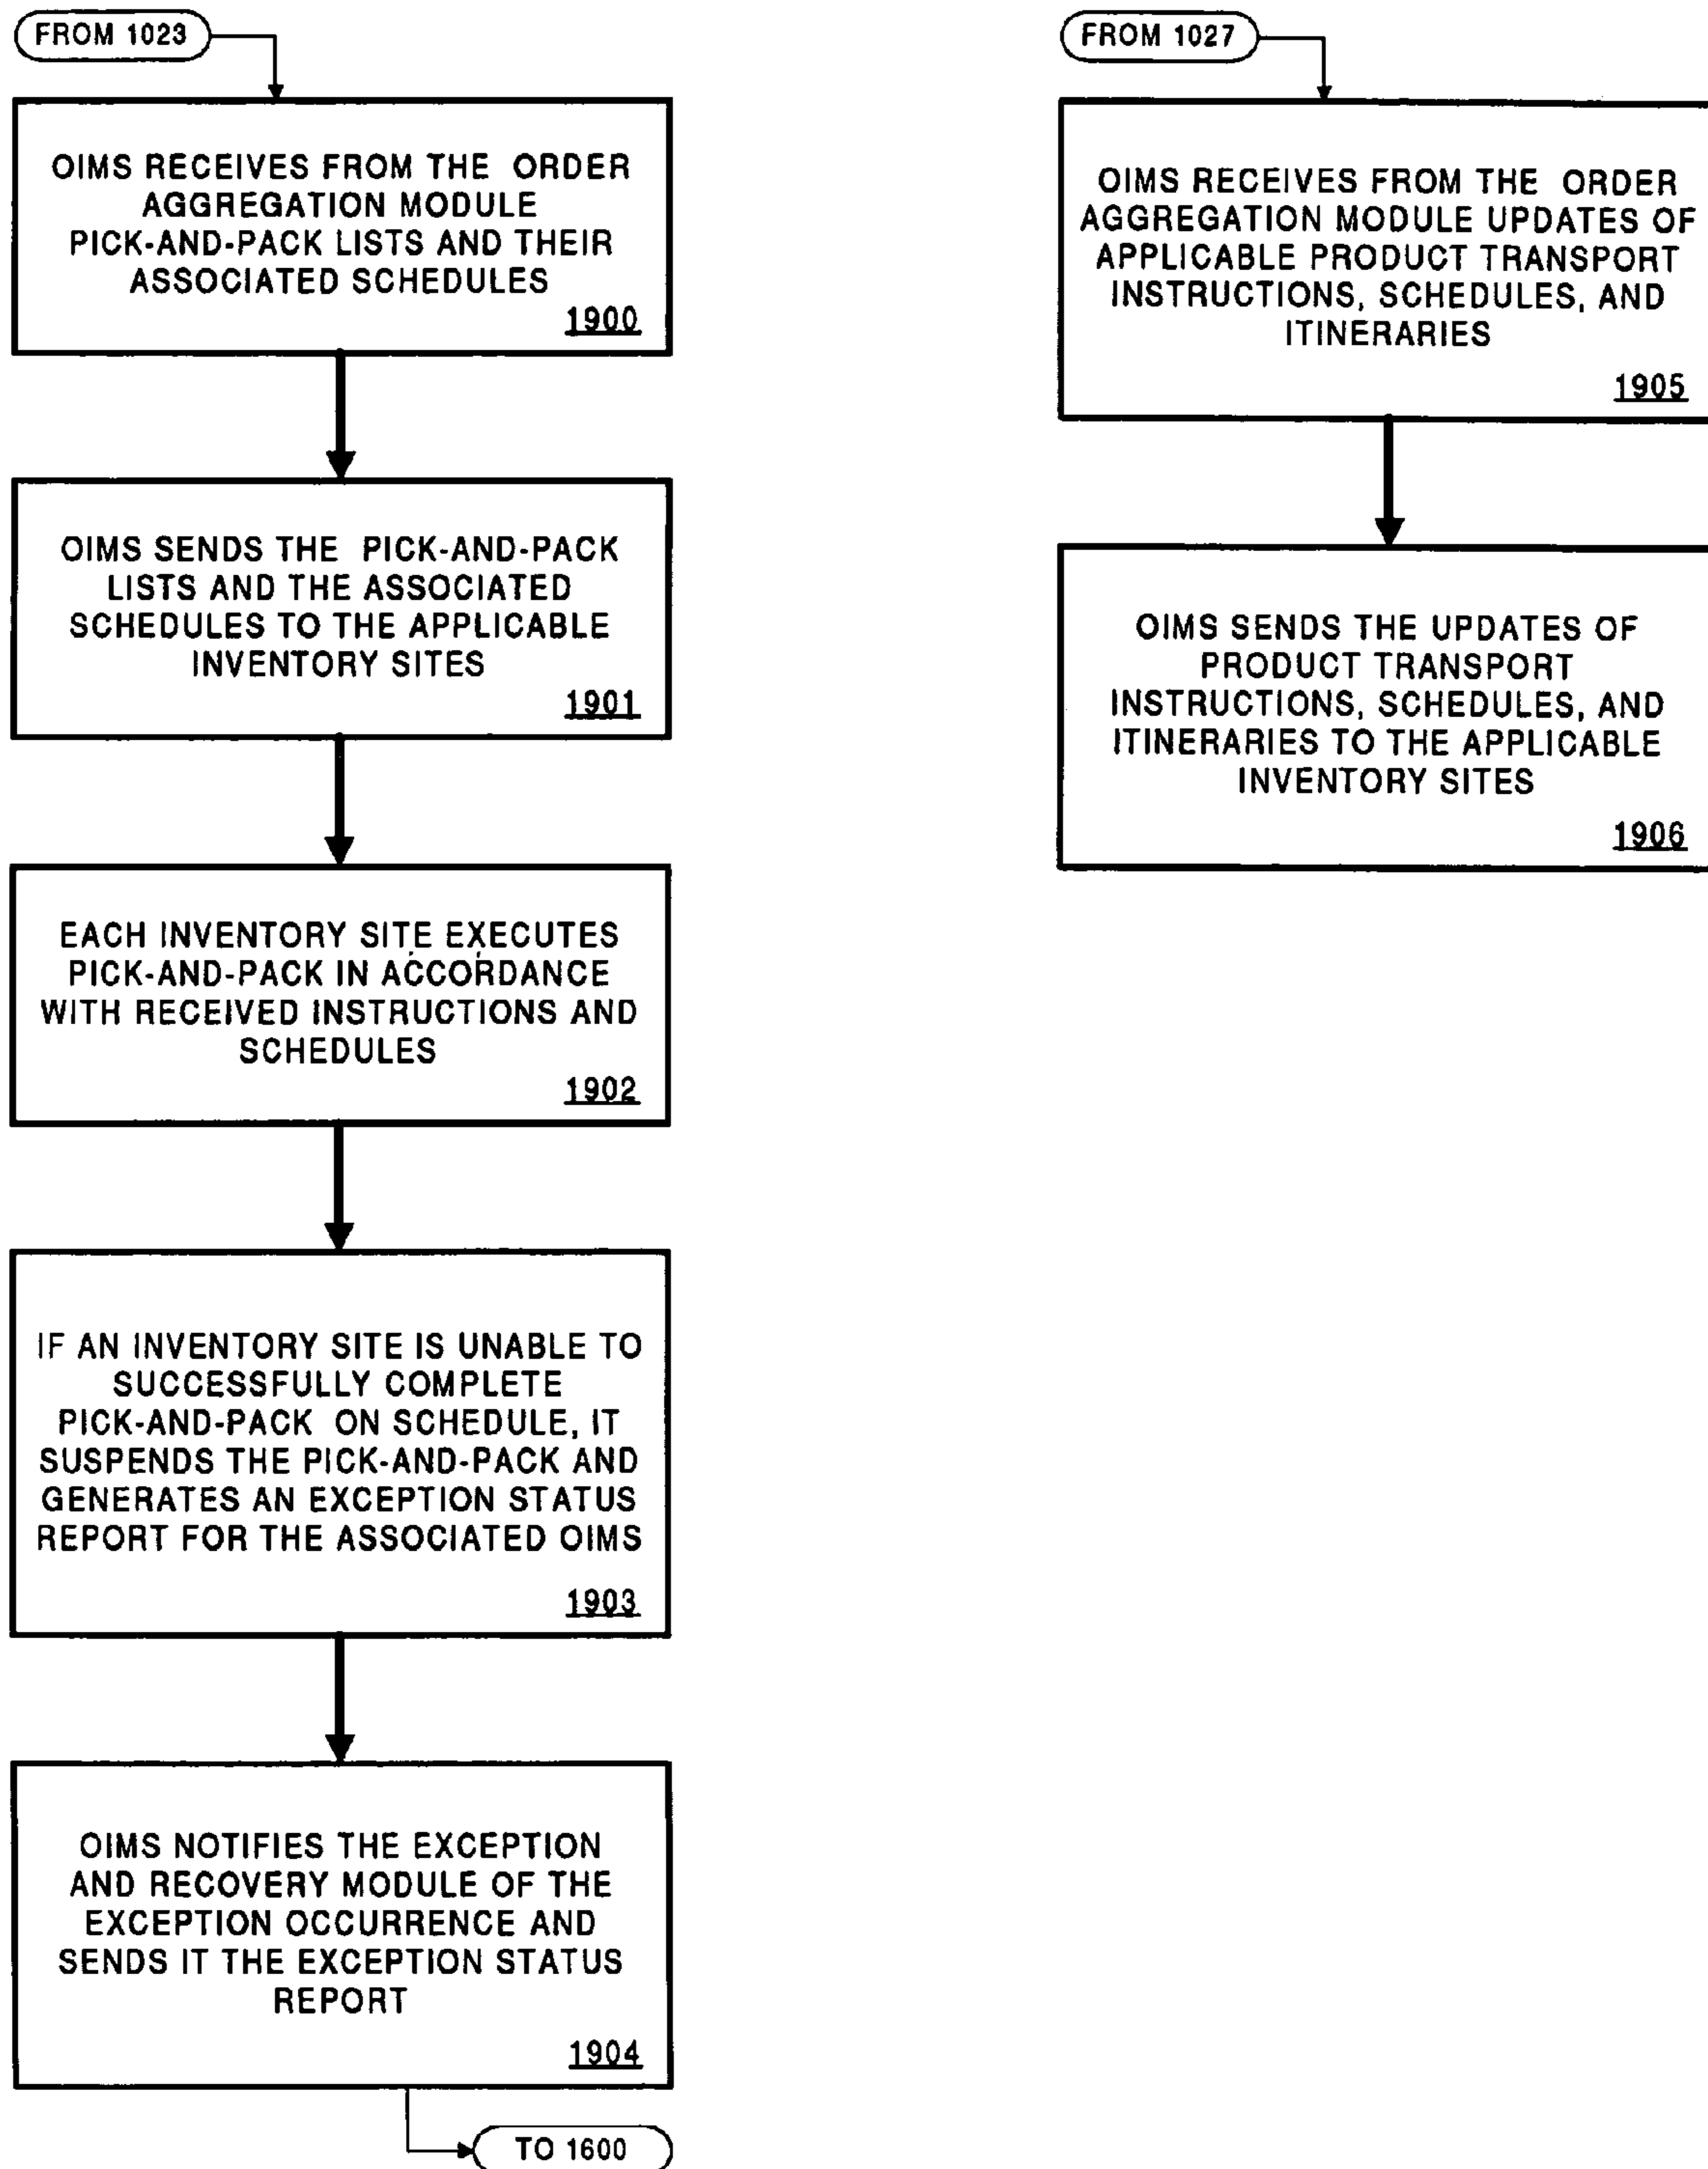 FROM 1023
OIMS RECEIVES FROM THE ORDER
AGGREGATION MODULE
PICK-AND-PACK LISTS AND THEIR
ASSOCIATED SCHEDULES
1900
OIMS SENDS THE PICK-AND-PACK
LISTS AND THE ASSOCIATED
SCHEDULES TO THE APPLICABLE
INVENTORY SITES
1901
EACH INVENTORY SITE EXECUTES
PICK-AND-PACK IN ACCORDANCE
WITH RECEIVED INSTRUCTIONS AND
SCHEDULES
1902
IF AN INVENTORY SITE IS UNABLE TO
SUCCESSFULLY COMPLETE
PICK-AND-PACK ON SCHEDULE, IT
SUSPENDS THE PICK-AND-PACK AND
GENERATES AN EXCEPTION STATUS
REPORT FOR THE ASSOCIATED OIMS
1903
OIMS NOTIFIES THE EXCEPTION
AND RECOVERY MODULE OF THE
EXCEPTION OCCURRENCE AND
SENDS IT THE EXCEPTION STATUS
REPORT
1904
TO 1600
FROM 1027
OIMS RECEIVES FROM THE ORDER
AGGREGATION MODULE UPDATES OF
APPLICABLE PRODUCT TRANSPORT
INSTRUCTIONS, SCHEDULES, AND
ITINERARIES
1905
OIMS SENDS THE UPDATES OF
PRODUCT TRANSPORT
INSTRUCTIONS, SCHEDULES, AND
ITINERARIES TO THE APPLICABLE
INVENTORY SITES
1906